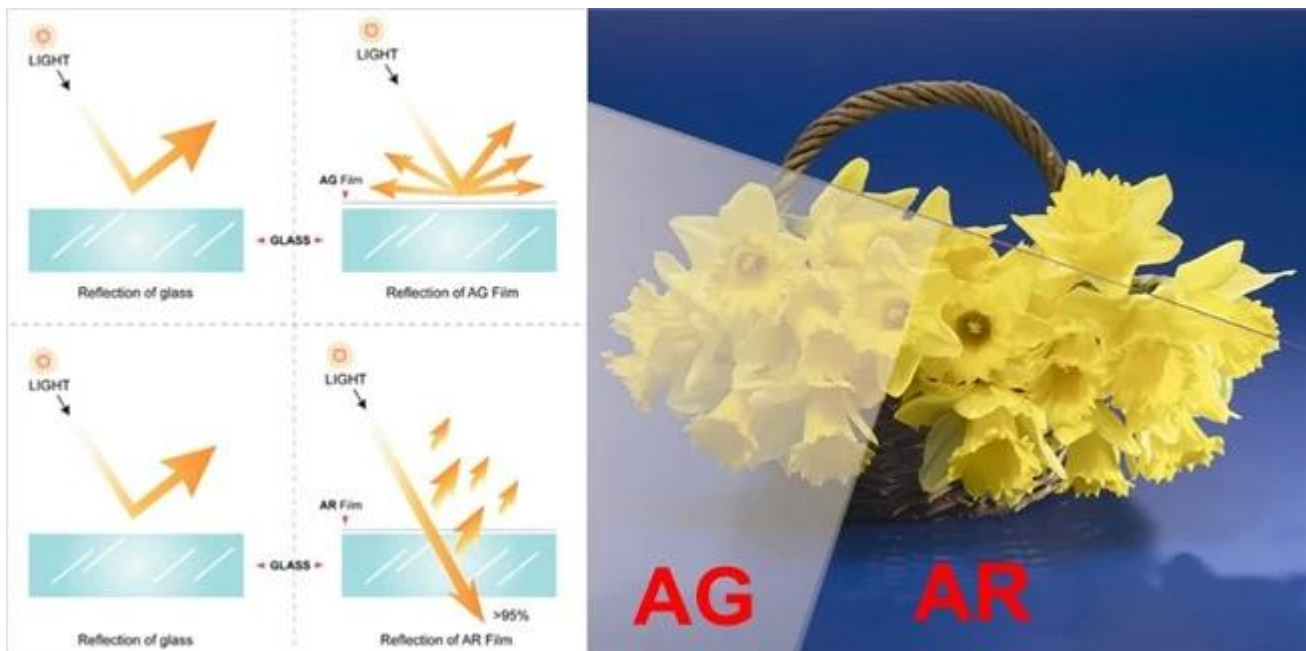 LIGHT
LIGHT
AG Film
GLASS
Reflection of glass
Reflection of AG Film
LIGHT
LIGHT
AR Film
GLASS
>95%
Reflection of glass
Reflection of AR Film
AG
AR